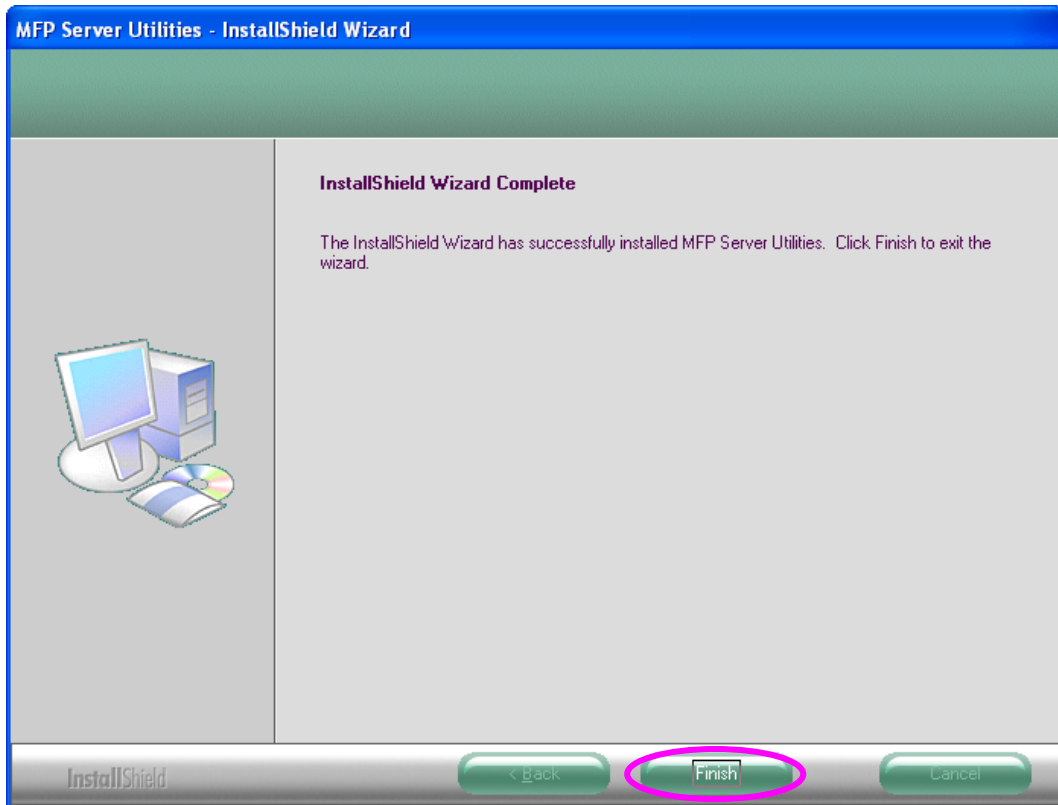 MFP Server Utilities - InstallShield Wizard
InstallShield Wizard Complete
The InstallShield Wizard has successfully installed MFP Server Utilities. Click Finish to exit the
wizard.
InstallShield
< Back
Finish
Cancel